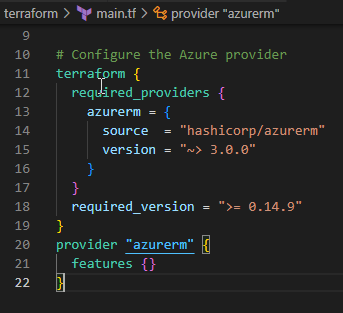 terraform > main.tf > provider "azurerm"
9
10 # Configure the Azure provider
11 terraform {
12   required_providers {
13     azurerm = {
14       source  = "hashicorp/azurerm"
15       version = "~> 3.0.0"
16     }
17   }
18   required_version = ">= 0.14.9"
19 }
20 provider "azurerm" {
21   features {}
22 }